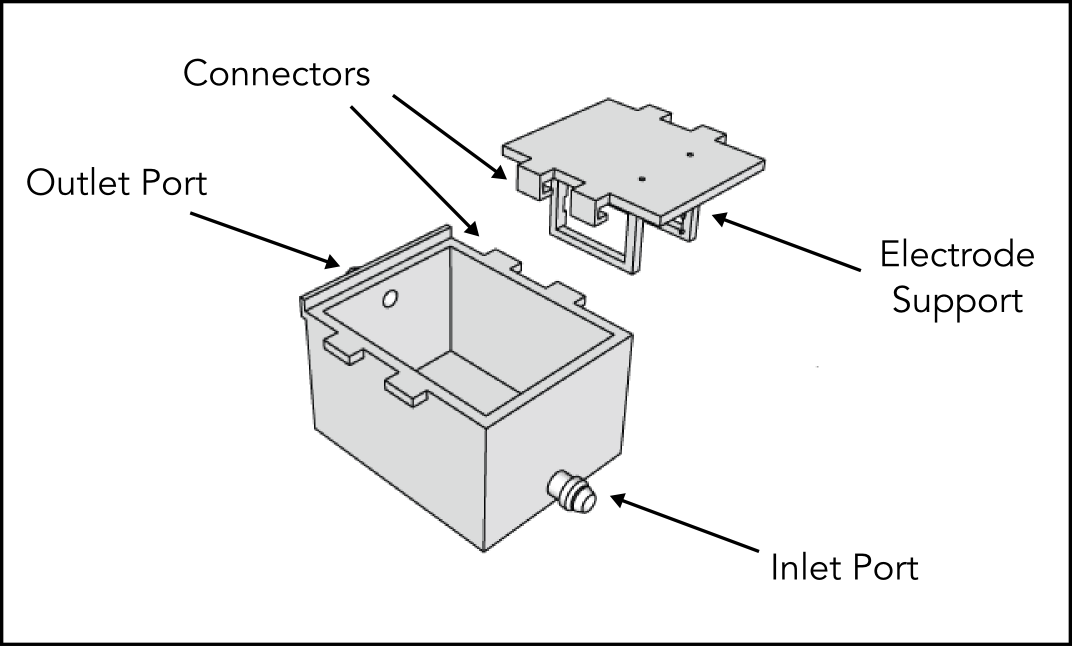 Connectors
Outlet Port
Electrode
Support
Inlet Port